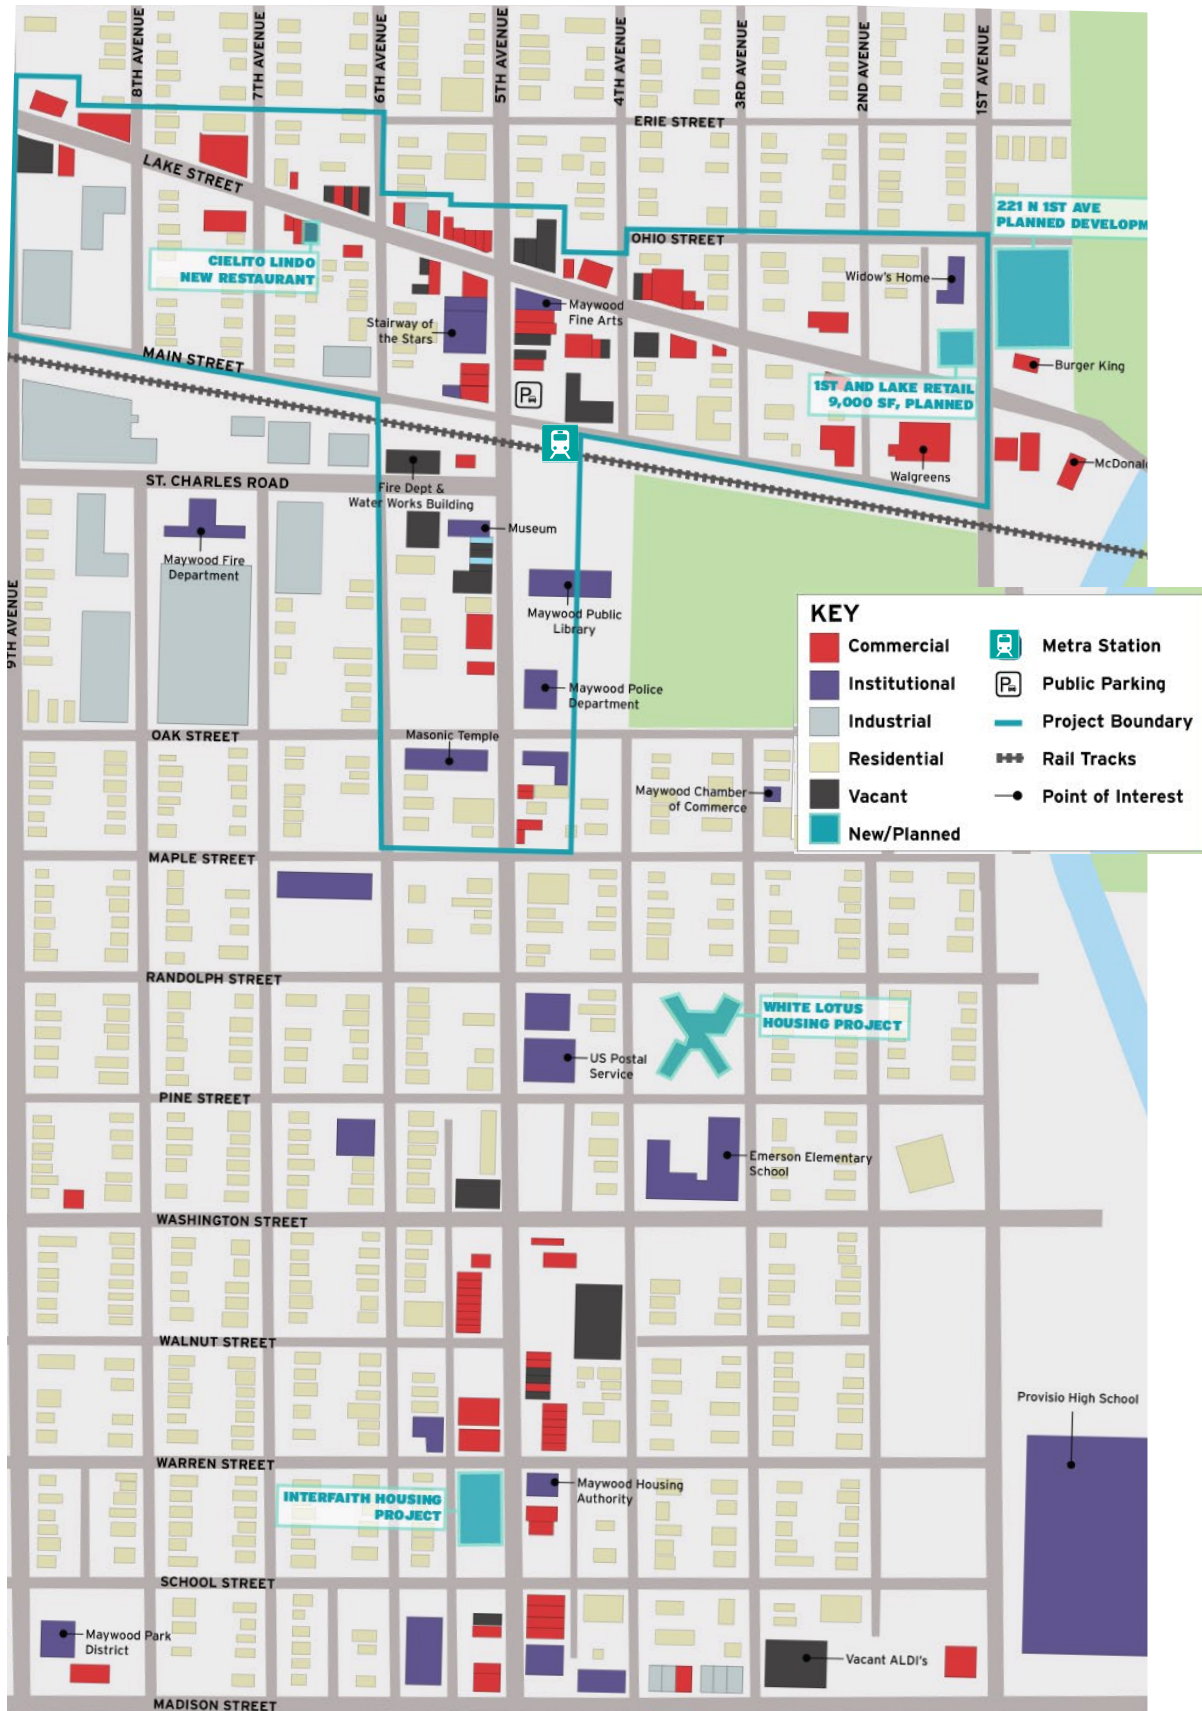 8TH AVENUE
7TH AVENUE
6TH AVENUE
5TH AVENUE
4TH AVENUE
3RD AVENUE
2ND AVENUE
1ST AVENUE
ERIE STREET
LAKE STREET
221 N 1ST AVE
PLANNED DEVELOPM
OHIO STREET
CIELITO LINDO
NEW RESTAURANT
Widow's Home
Maywood
Fine Arts
Stairway of
the Stars
MAIN STREET
Burger King
1ST AND LAKE RETAIL
9,000 SF, PLANNED
P
Walgreens
McDonal
ST. CHARLES ROAD
Fire Dept &
Water Works Building
Museum
Maywood Fire
Department
9TH AVENUE
Maywood Public
Library
Maywood Police
Department
OAK STREET
Masonic Temple
Maywood Chamber
of Commerce
KEY
Commercial
Institutional
Industrial
Residential
Vacant
New/Planned
Metra Station
P
Public Parking
Project Boundary
Rail Tracks
Point of Interest
MAPLE STREET
RANDOLPH STREET
WHITE LOTUS
HOUSING PROJECT
US Postal
Service
PINE STREET
Emerson Elementary
School
WASHINGTON STREET
WALNUT STREET
Provisio High School
WARREN STREET
INTERFAITH HOUSING
PROJECT
Maywood Housing
Authority
SCHOOL STREET
Maywood Park
District
Vacant ALDI's
MADISON STREET